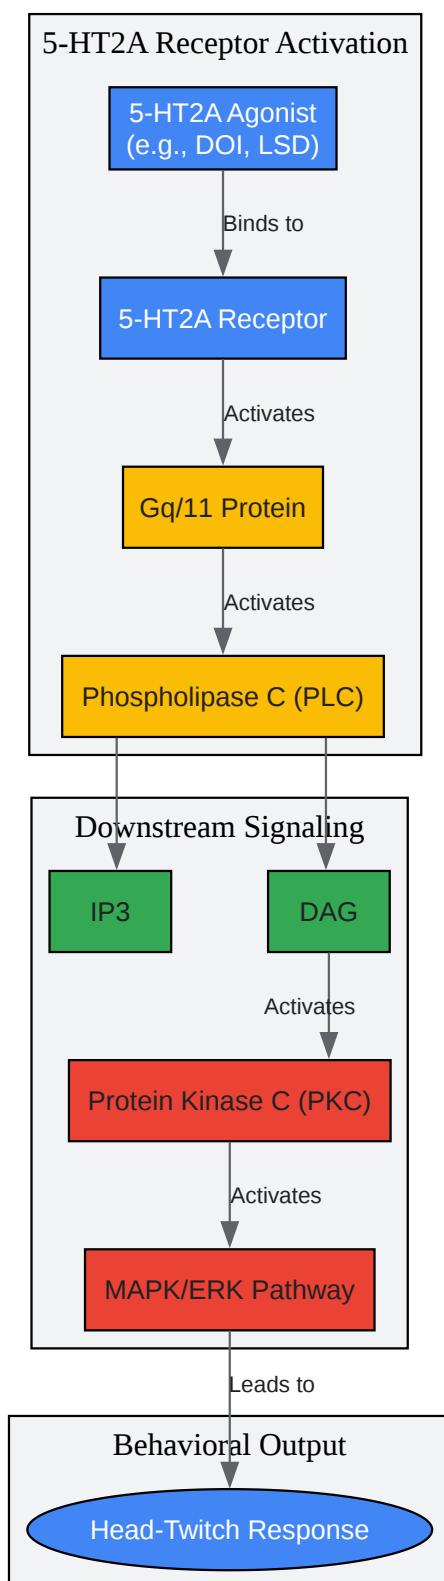 5-HT2A Receptor Activation
5-HT2A Agonist
(e.g., DOI, LSD)
Binds to
5-HT2A Receptor
Activates
Gq/11 Protein
Activates
Phospholipase C (PLC)
Downstream Signaling
IP3
DAG
Activates
Protein Kinase C (PKC)
Activates
MAPK/ERK Pathway
Leads to
Behavioral Output
Head-Twitch Response